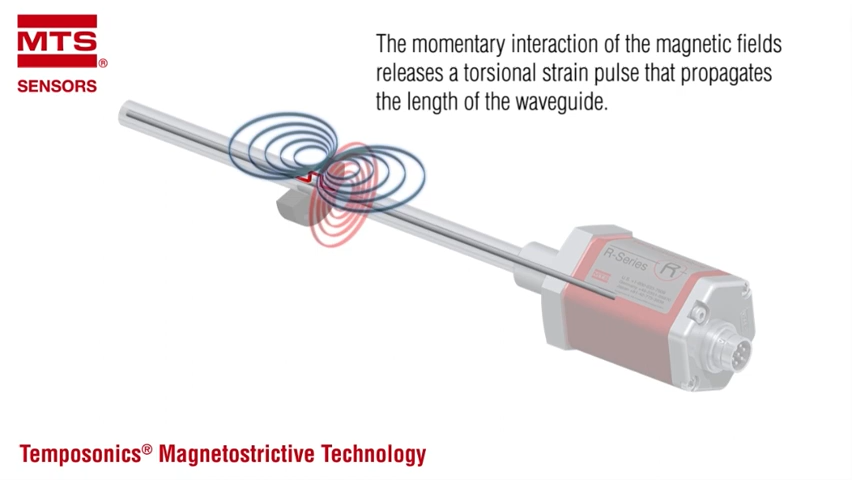 MTS
®
SENSORS
The momentary interaction of the magnetic fields
releases a torsional strain pulse that propagates
the length of the waveguide.
R-Series
R
Temposonics® Magnetostrictive Technology